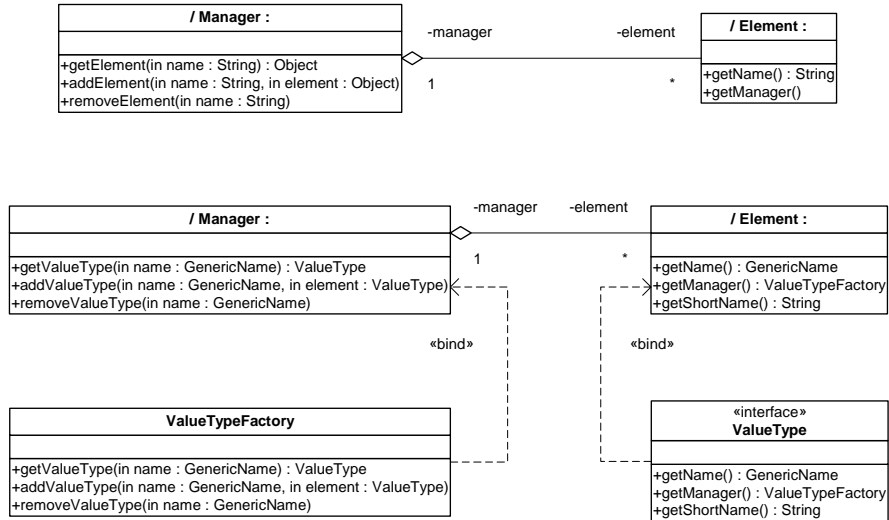 / Manager :
-manager
-element
/ Element :
+getElement(in name : String) : Object
+addElement(in name : String, in element : Object)
+removeElement(in name : String)
1
*
+getName() : String
+getManager()
/ Manager :
-manager
-element
/ Element :
+getValueType(in name : GenericName) : ValueType
+addValueType(in name : GenericName, in element : ValueType)
+removeValueType(in name : GenericName)
1
*
+getName() : GenericName
+getManager() : ValueTypeFactory
+getShortName() : String
«bind»
«bind»
ValueTypeFactory
+getValueType(in name : GenericName) : ValueType
+addValueType(in name : GenericName, in element : ValueType)
+removeValueType(in name : GenericName)
«interface»
ValueType
+getName() : GenericName
+getManager() : ValueTypeFactory
+getShortName() : String